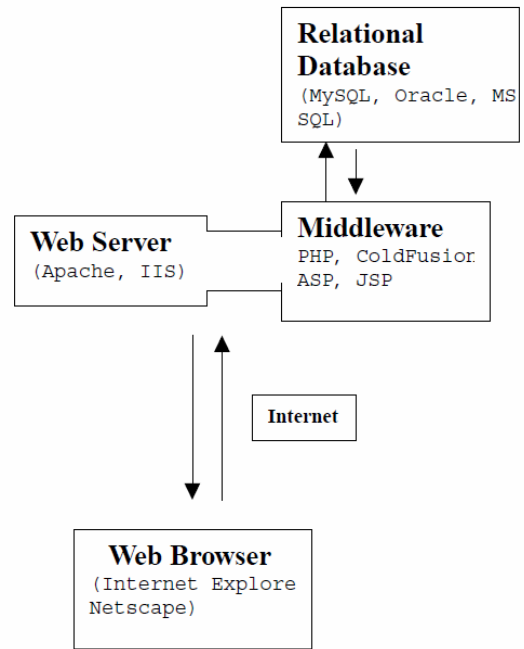 Relational
Database
(MySQL, Oracle, MS
SQL)
Middleware
PHP, ColdFusion
ASP, JSP
Web Server
(Apache, IIS)
Internet
Web Browser
(Internet Explore
Netscape)